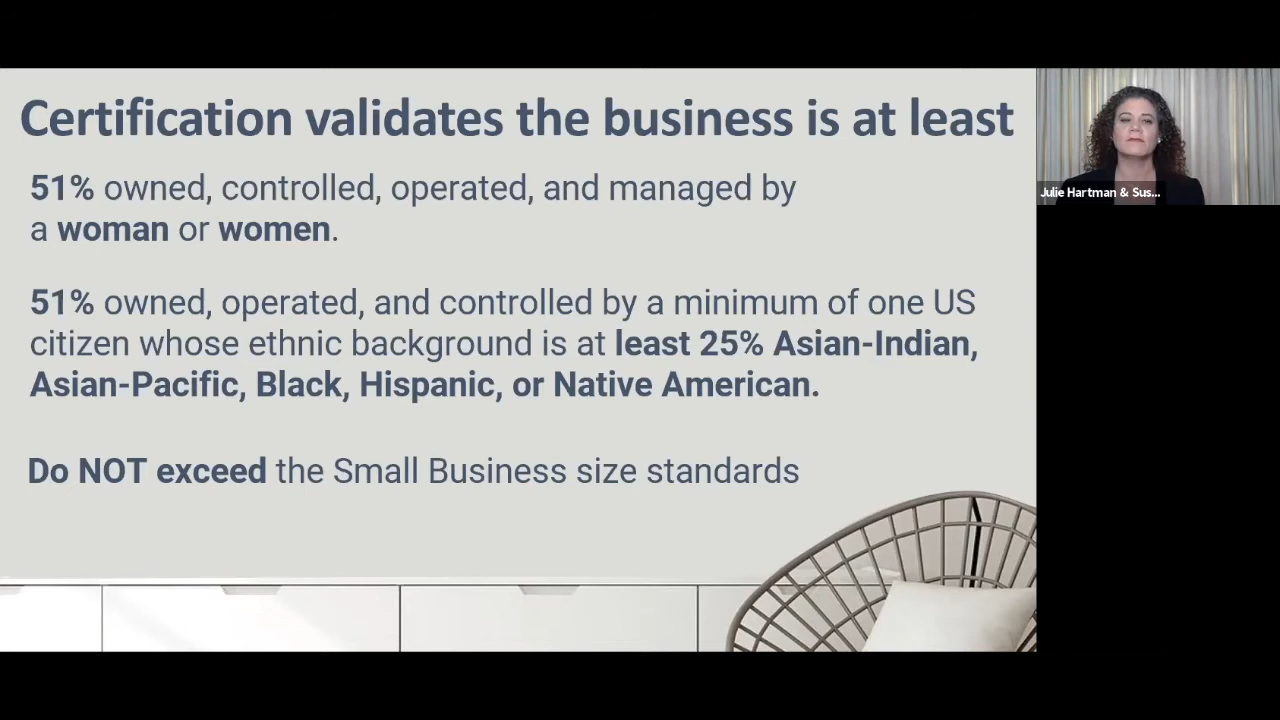 Certification validates the business is at least
51% owned, controlled, operated, and managed by
a woman or women.
51% owned, operated, and controlled by a minimum of one US
citizen whose ethnic background is at least 25% Asian-Indian,
Asian-Pacific, Black, Hispanic, or Native American.
Do NOT exceed the Small Business size standards
Julie Hartman & Sus...